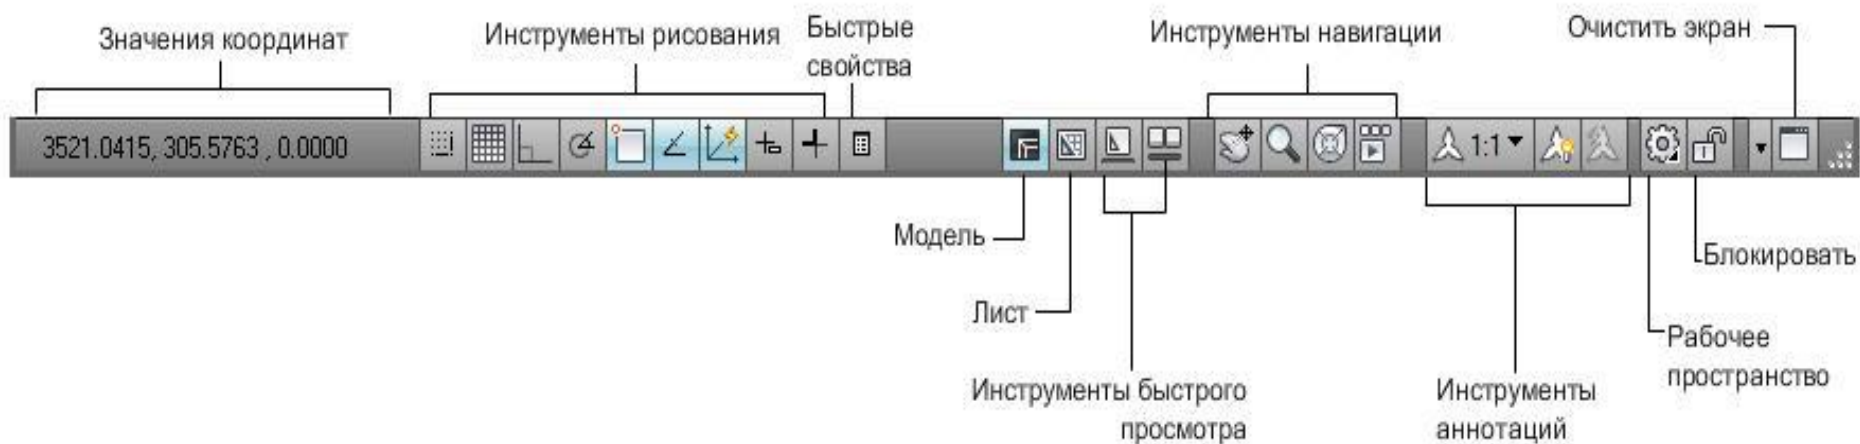 Значения координат
Инструменты рисования
Быстрые
свойства
Инструменты навигации
Очистить экран
3521.0415, 305.5763 , 0.0000
1:1
Модель
Лист
Инструменты быстрого
просмотра
Инструменты
аннотаций
Блокировать
Рабочее
пространство